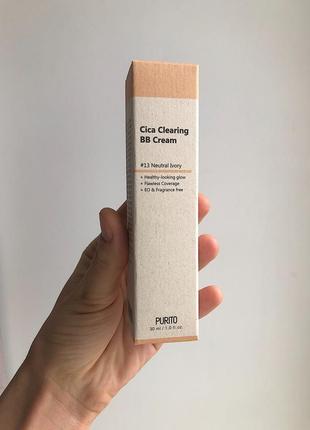 Cica Clearing
BB Cream
#13 Neutral Ivory
+ Healthy-looking glow
+ Flawless Coverage
+ EO & Fragrance free
PURITO
30 ml / 1.0 fl.oz.